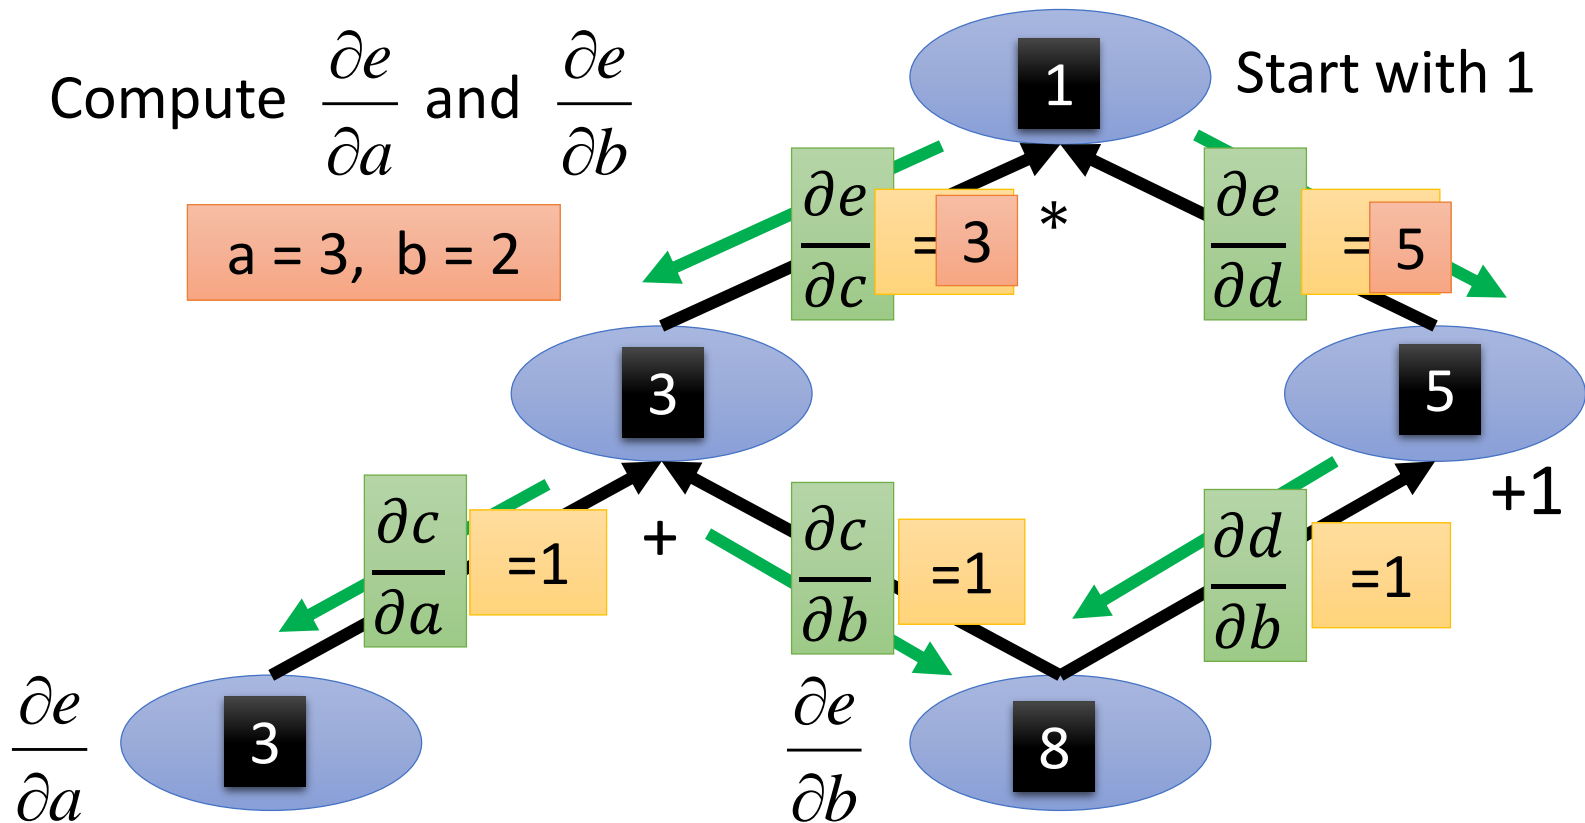 Compute ∂e/∂a and ∂e/∂b
1
Start with 1
a = 3, b = 2
∂e/∂c
= 3
*
∂e/∂d
= 5
3
5
+1
∂c/∂a
=1
+
∂c/∂b
=1
∂d/∂b
=1
∂e/∂a
3
∂e/∂b
8